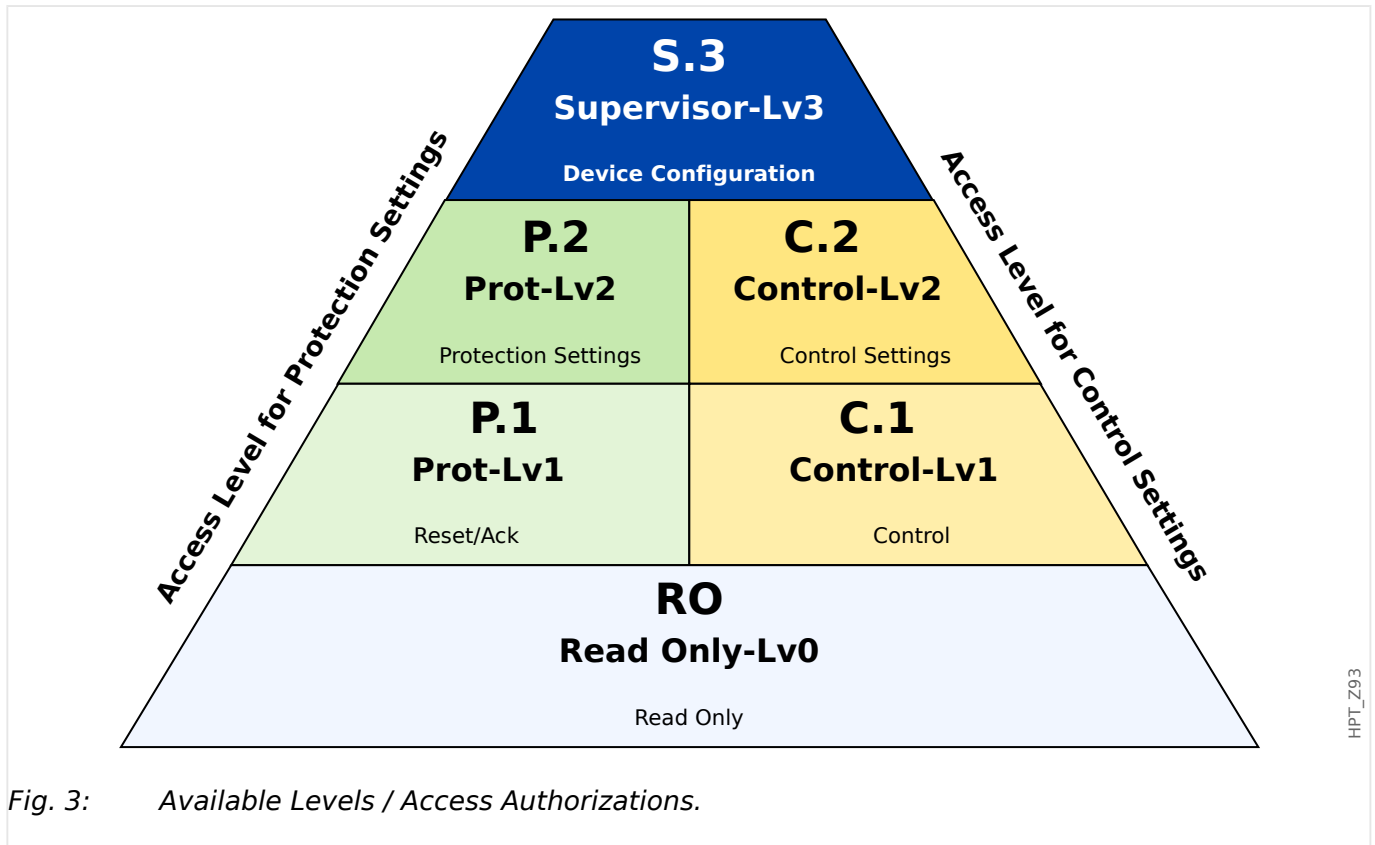 S.3
Supervisor-Lv3
Device Configuration
Access Level for Protection Settings
Access Level for Control Settings
P.2
Prot-Lv2
Protection Settings
C.2
Control-Lv2
Control Settings
P.1
Prot-Lv1
Reset/Ack
C.1
Control-Lv1
Control
RO
Read Only-Lv0
Read Only
HPT_Z93
Fig. 3: Available Levels / Access Authorizations.